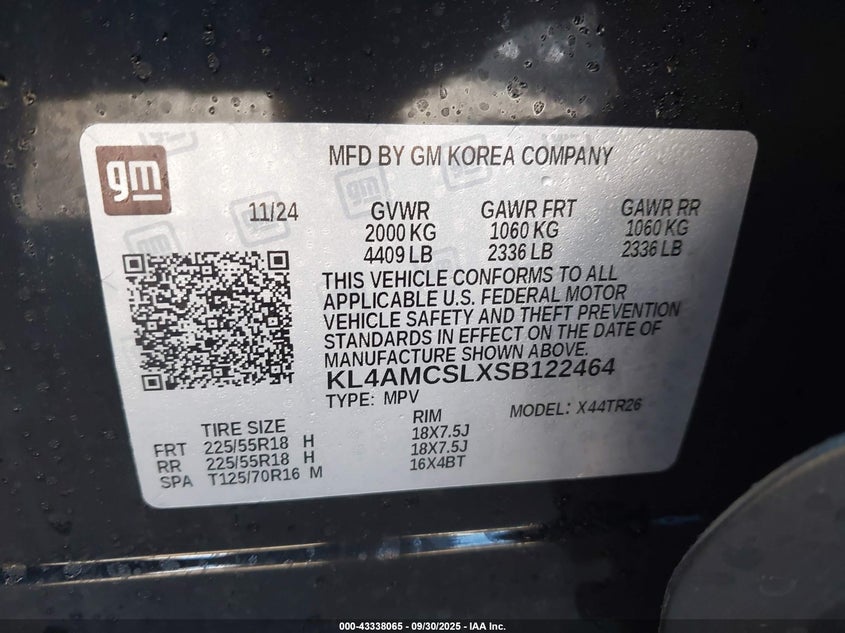 gm
MFD BY GM KOREA COMPANY
11/24
GVWR GAWR FRT GAWR RR
2000 KG 1060 KG 1060 KG
4409 LB 2336 LB 2336 LB
THIS VEHICLE CONFORMS TO ALL
APPLICABLE U.S. FEDERAL MOTOR
VEHICLE SAFETY AND THEFT PREVENTION
STANDARDS IN EFFECT ON THE DATE OF
MANUFACTURE SHOWN ABOVE.
KL4AMCSLXSB122464
TYPE: MPV MODEL: X44TR26
TIRE SIZE RIM
FRT 225/55R18 H 18X7.5J
RR 225/55R18 H 18X7.5J
SPA T125/70R16 M 16X4BT
000-43338065 - 09/30/2025 - IAA Inc.